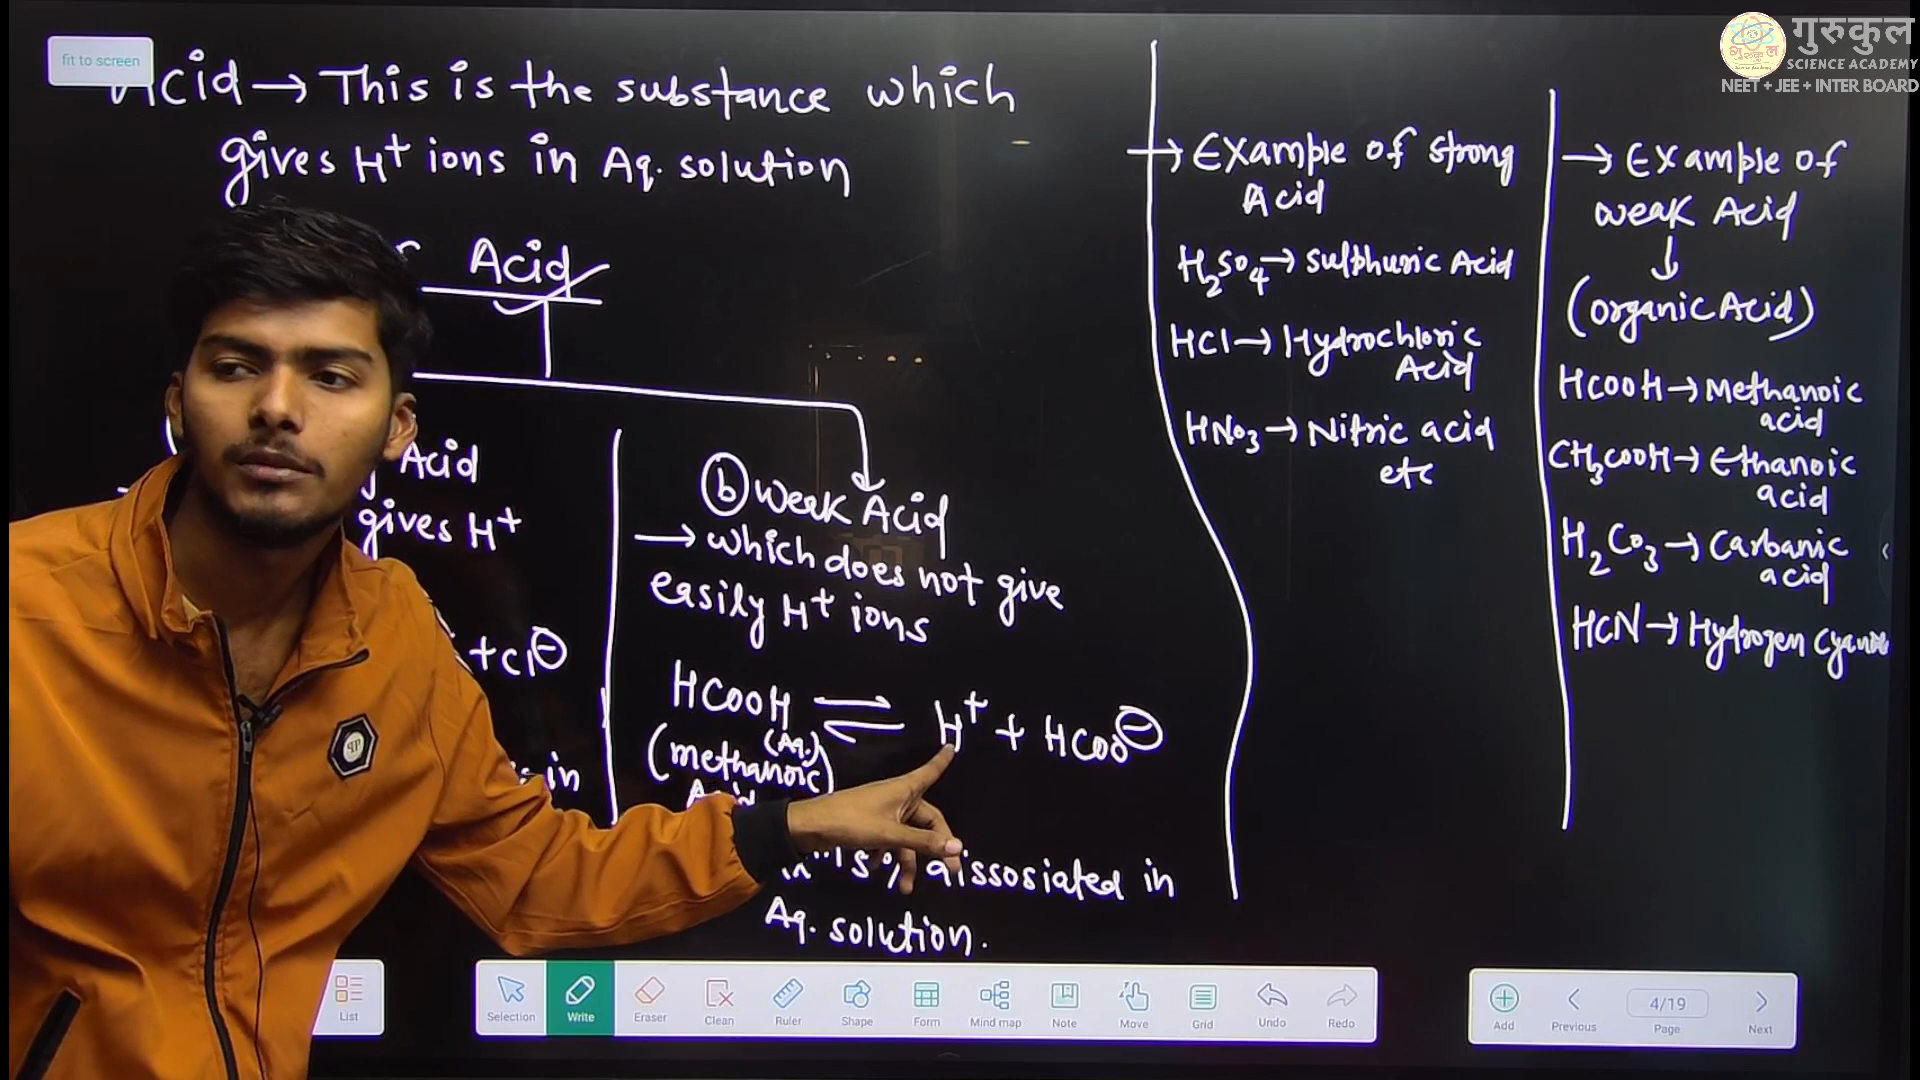 fit to screen
Acid → This is the substance which
gives H⁺ ions in Aq. solution
Acid
Acid
gives H⁺
+ Cl⊖
in
ⓑ Weak Acid
→ which does not give
easily H⁺ ions
HCOOH ⇌ H⁺ + HCOO⊖
(Aq.)
(methanoic
Acid
15% dissosiated in
Aq. solution.
→ Example of strong
Acid
H₂SO₄ → Sulphuric Acid
HCl → Hydrochloric
Acid
HNO₃ → Nitric acid
etc
→ Example of
weak Acid
↓
(organic Acid)
HCOOH → Methanoic
acid
CH₃COOH → Ethanoic
acid
H₂CO₃ → Carbanic
acid
HCN → Hydrogen
गुरुकुल
SCIENCE ACADEMY
NEET + JEE + INTER BOARD
List
Selection
Write
Eraser
Clean
Ruler
Shape
Form
Mind map
Note
Move
Grid
Undo
Redo
Add
Previous
4/19
Page
Next